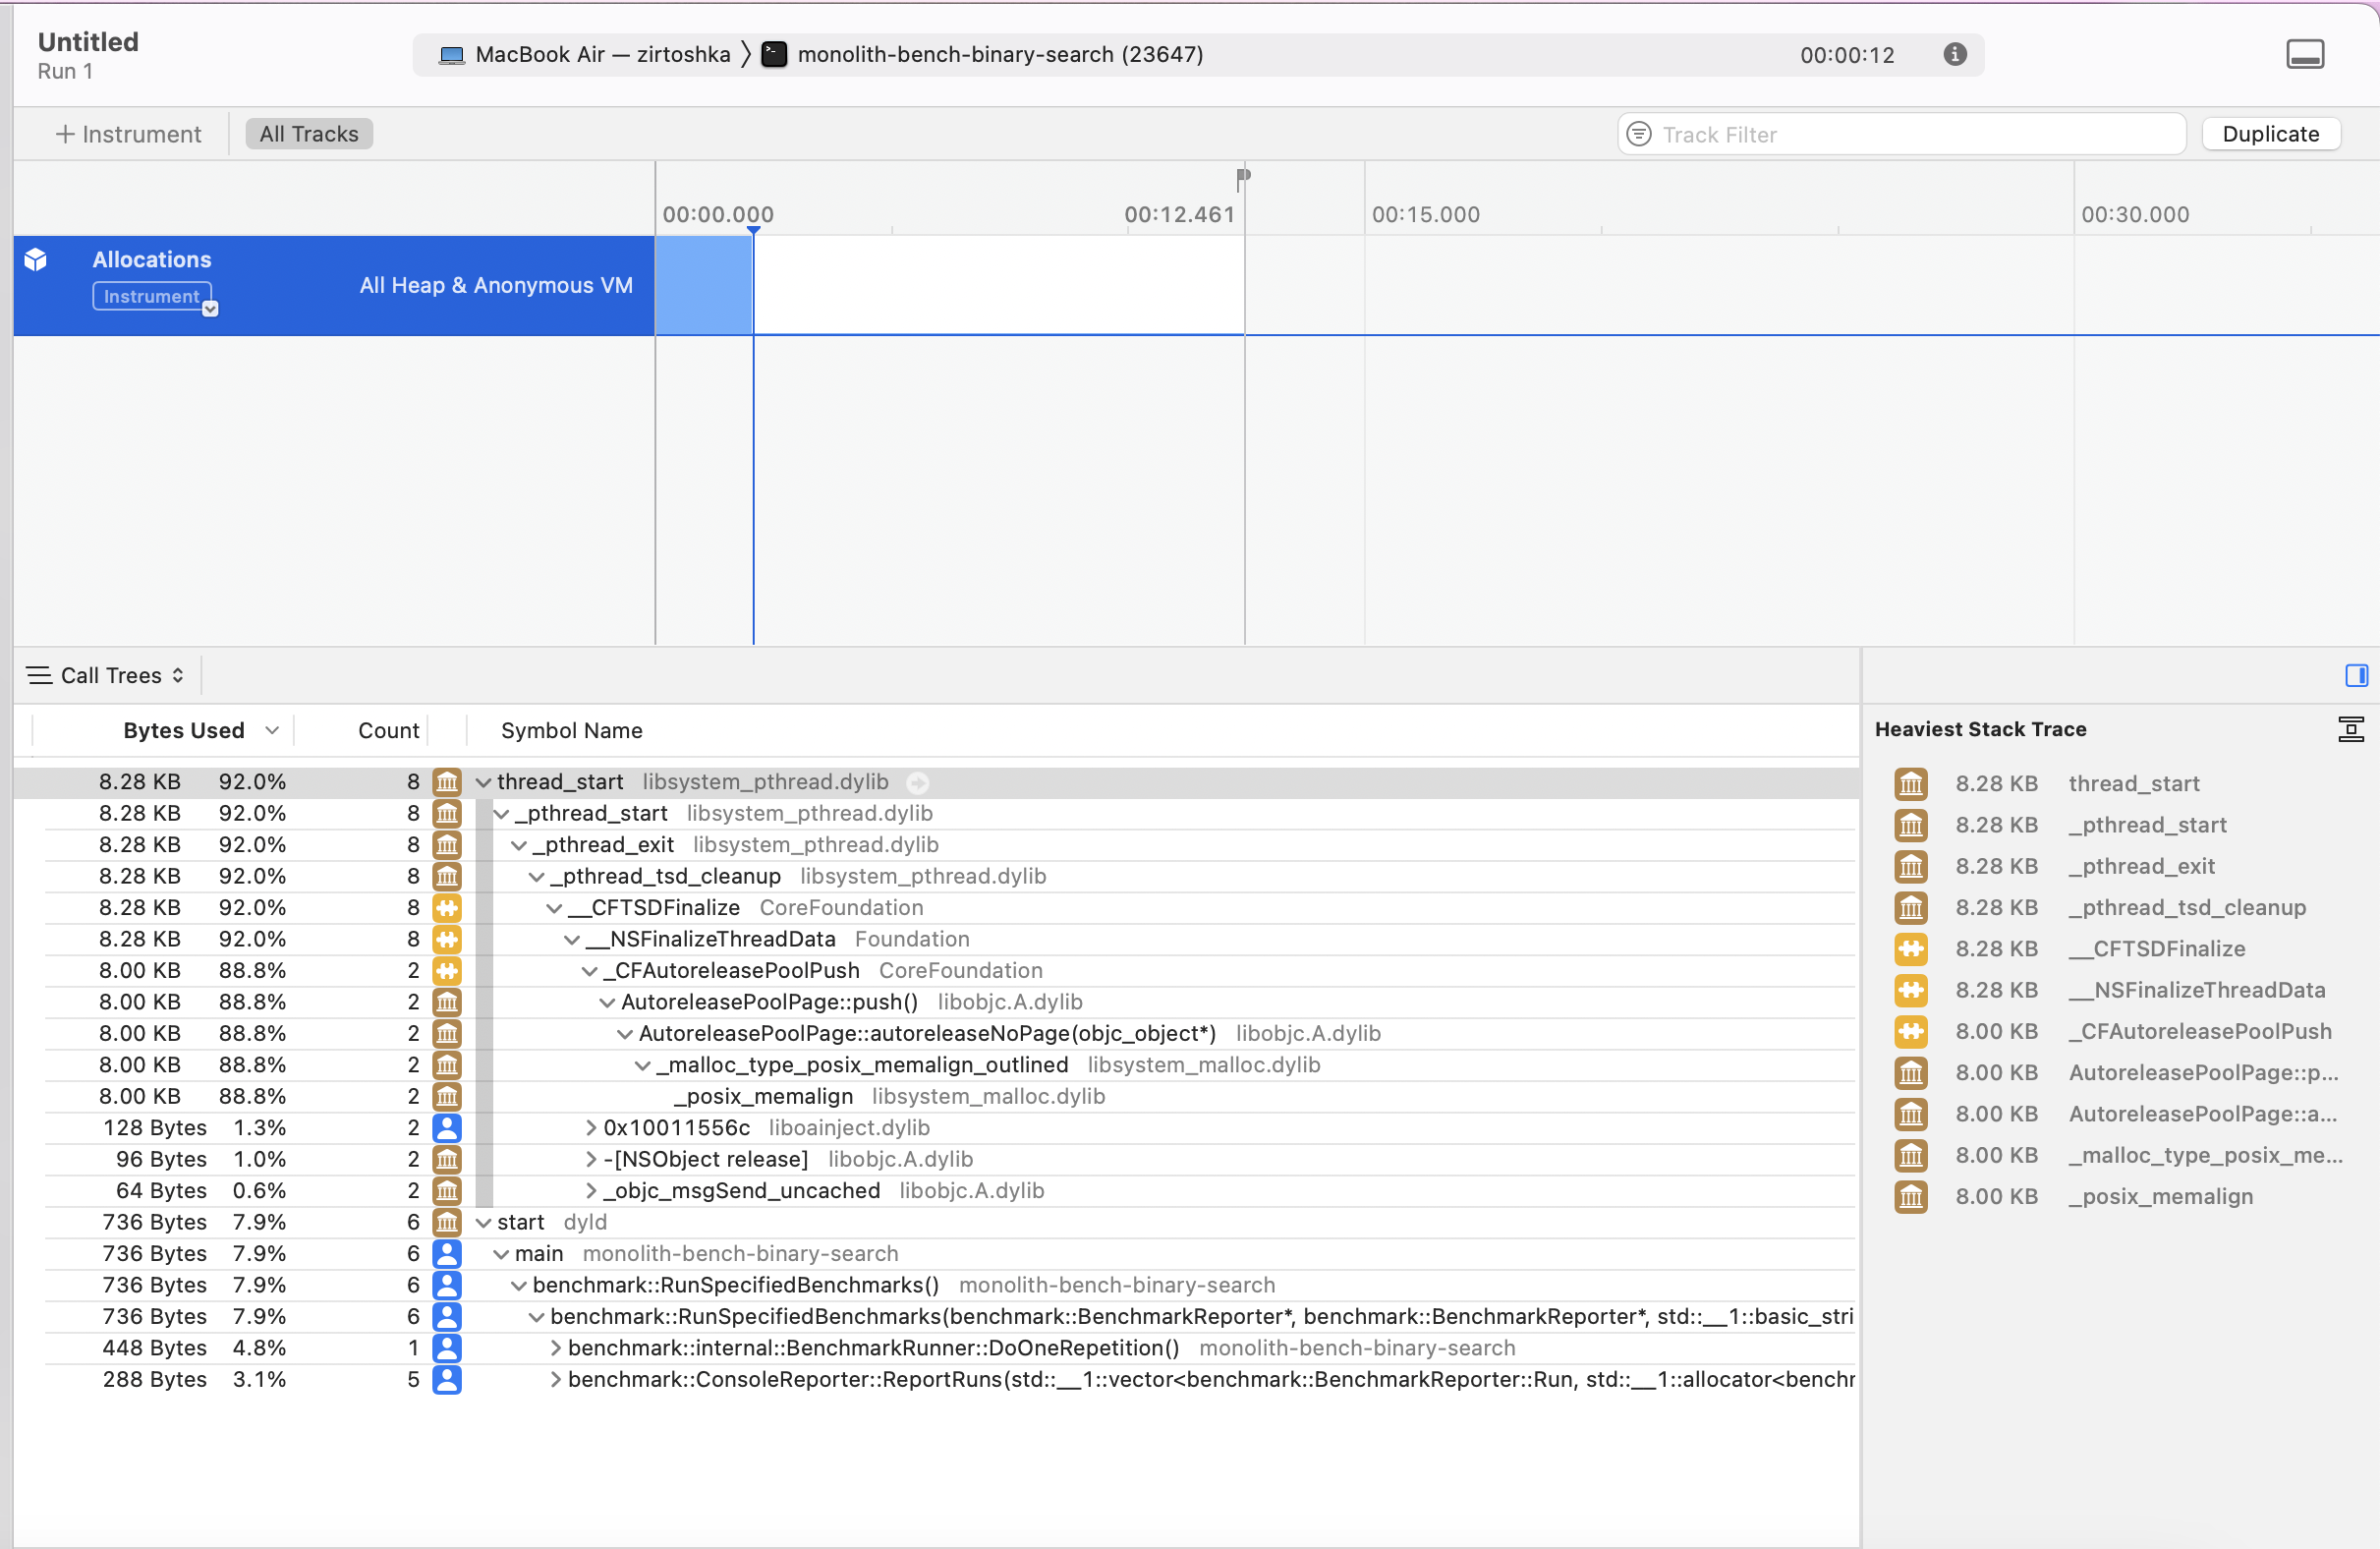 Untitled
Run 1
MacBook Air — zirtoshka 〉 monolith-bench-binary-search (23647) 00:00:12
+ Instrument All Tracks Track Filter Duplicate
00:00.000 00:12.461 00:15.000 00:30.000
Allocations
Instrument
All Heap & Anonymous VM
Call Trees
Bytes Used Count Symbol Name
8.28 KB 92.0% 8 thread_start libsystem_pthread.dylib
8.28 KB 92.0% 8 _pthread_start libsystem_pthread.dylib
8.28 KB 92.0% 8 _pthread_exit libsystem_pthread.dylib
8.28 KB 92.0% 8 _pthread_tsd_cleanup libsystem_pthread.dylib
8.28 KB 92.0% 8 __CFTSDFinalize CoreFoundation
8.28 KB 92.0% 8 __NSFinalizeThreadData Foundation
8.00 KB 88.8% 2 _CFAutoreleasePoolPush CoreFoundation
8.00 KB 88.8% 2 AutoreleasePoolPage::push() libobjc.A.dylib
8.00 KB 88.8% 2 AutoreleasePoolPage::autoreleaseNoPage(objc_object*) libobjc.A.dylib
8.00 KB 88.8% 2 _malloc_type_posix_memalign_outlined libsystem_malloc.dylib
8.00 KB 88.8% 2 _posix_memalign libsystem_malloc.dylib
128 Bytes 1.3% 2 0x10011556c liboainject.dylib
96 Bytes 1.0% 2 -[NSObject release] libobjc.A.dylib
64 Bytes 0.6% 2 _objc_msgSend_uncached libobjc.A.dylib
736 Bytes 7.9% 6 start dyld
736 Bytes 7.9% 6 main monolith-bench-binary-search
736 Bytes 7.9% 6 benchmark::RunSpecifiedBenchmarks() monolith-bench-binary-search
736 Bytes 7.9% 6 benchmark::RunSpecifiedBenchmarks(benchmark::BenchmarkReporter*, benchmark::BenchmarkReporter*, std::__1::basic_stri
448 Bytes 4.8% 1 benchmark::internal::BenchmarkRunner::DoOneRepetition() monolith-bench-binary-search
288 Bytes 3.1% 5 benchmark::ConsoleReporter::ReportRuns(std::__1::vector<benchmark::BenchmarkReporter::Run, std::__1::allocator<benchr
Heaviest Stack Trace
8.28 KB thread_start
8.28 KB _pthread_start
8.28 KB _pthread_exit
8.28 KB _pthread_tsd_cleanup
8.28 KB __CFTSDFinalize
8.28 KB __NSFinalizeThreadData
8.00 KB _CFAutoreleasePoolPush
8.00 KB AutoreleasePoolPage::p...
8.00 KB AutoreleasePoolPage::a...
8.00 KB _malloc_type_posix_me...
8.00 KB _posix_memalign